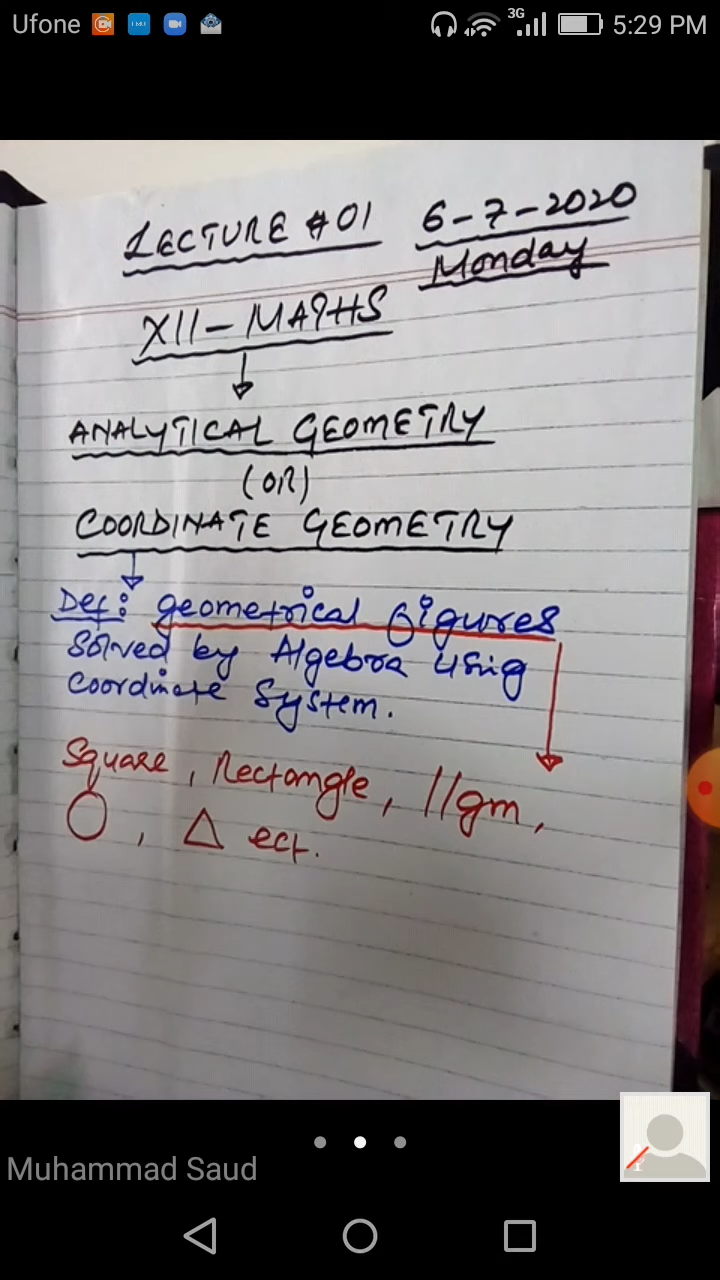 Ufone 3G 5:29 PM
LECTURE #01 6-7-2020
Monday
XII-MATHS
ANALYTICAL GEOMETRY
(OR)
COORDINATE GEOMETRY
Def: geometrical figures
Solved by Algebra Using
Coordinate System.
Square, Rectangle, //gm,
○, △ ect.
Muhammad Saud